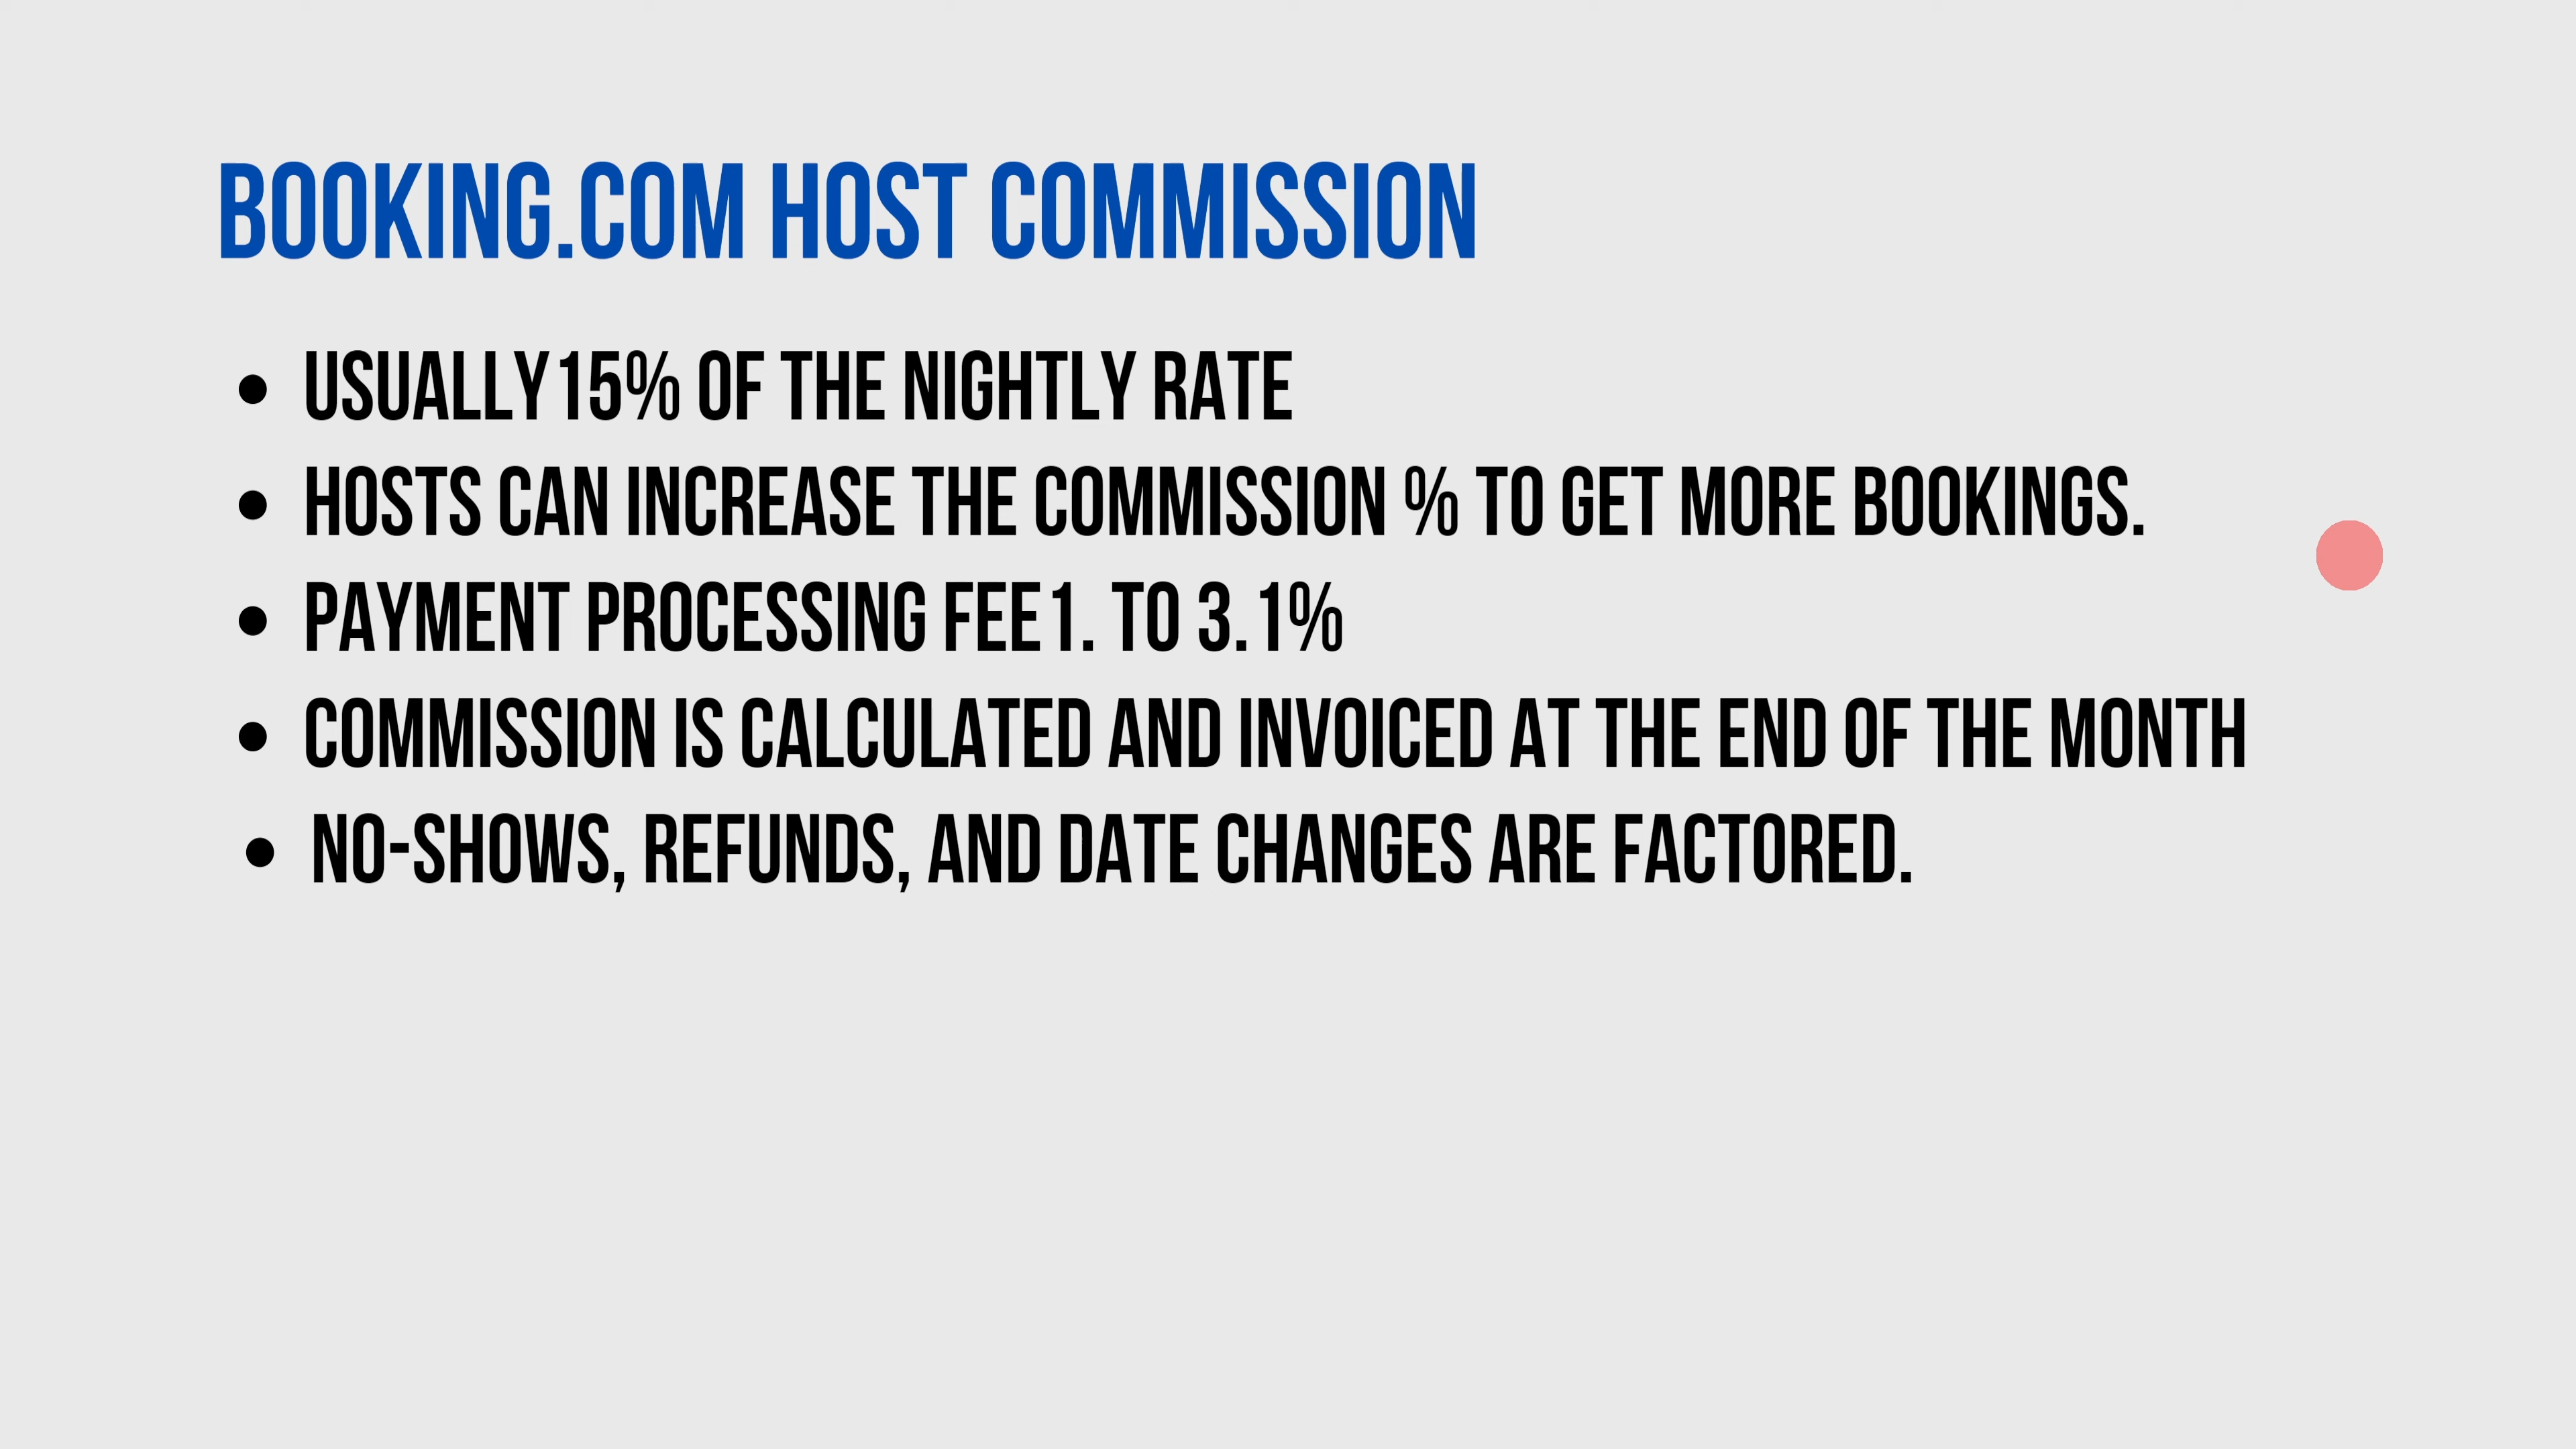 BOOKING.COM HOST COMMISSION
• USUALLY 15% OF THE NIGHTLY RATE
• HOSTS CAN INCREASE THE COMMISSION % TO GET MORE BOOKINGS.
• PAYMENT PROCESSING FEE 1. TO 3.1%
• COMMISSION IS CALCULATED AND INVOICED AT THE END OF THE MONTH
• NO-SHOWS, REFUNDS, AND DATE CHANGES ARE FACTORED.